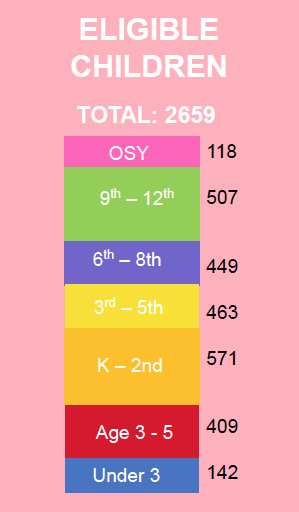 ELIGIBLE
CHILDREN
TOTAL: 2659
OSY 118
9th – 12th 507
6th – 8th 449
3rd – 5th 463
K – 2nd 571
Age 3 - 5 409
Under 3 142